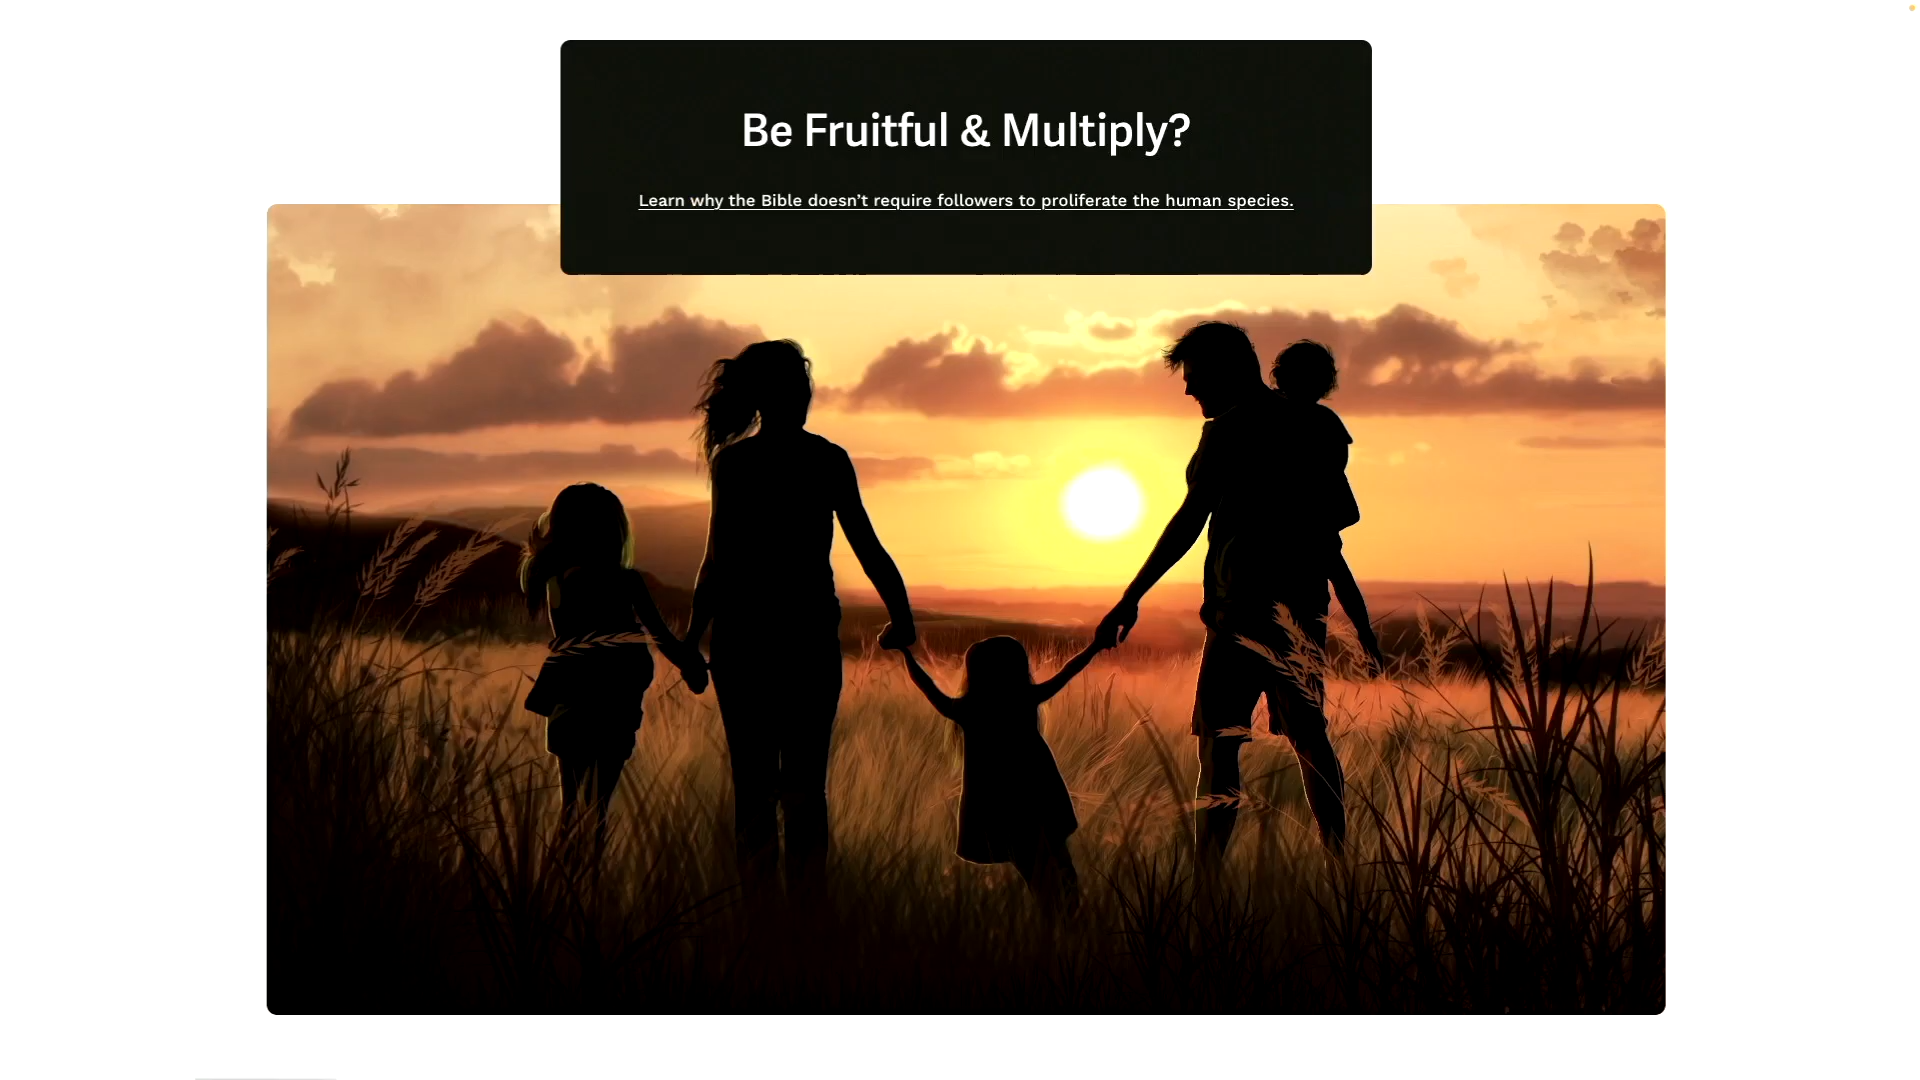 Be Fruitful & Multiply?
Learn why the Bible doesn’t require followers to proliferate the human species.